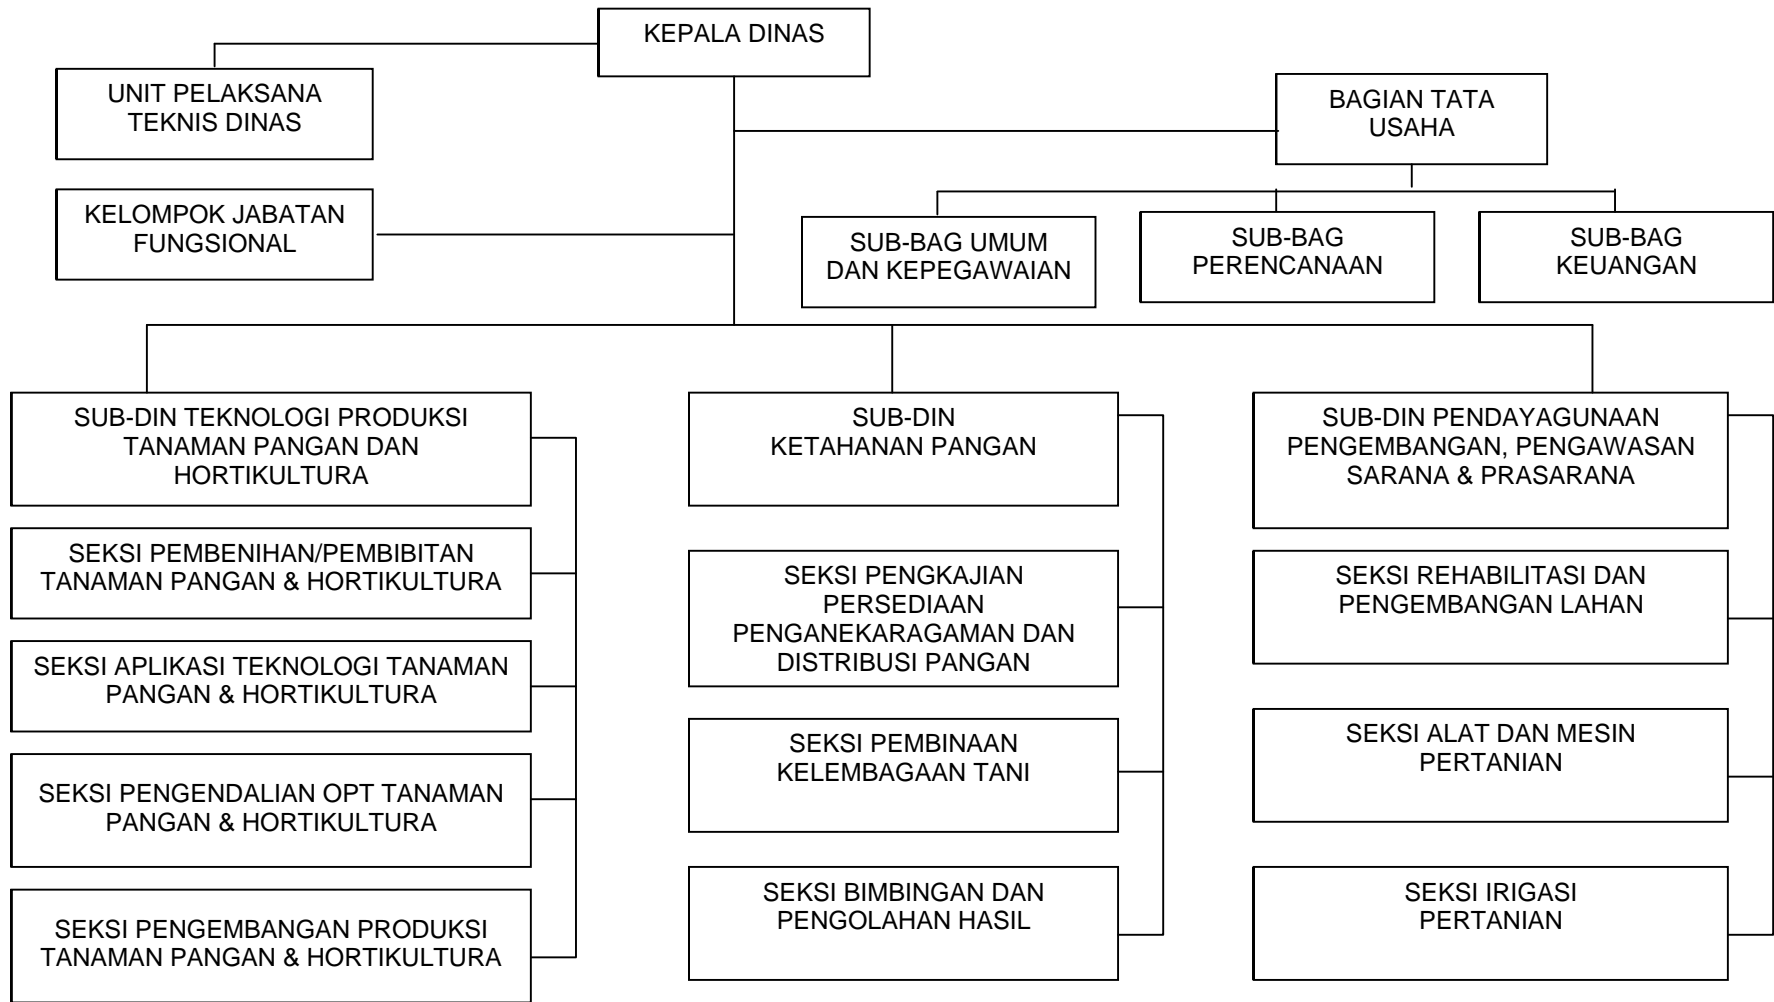 KEPALA DINAS
UNIT PELAKSANA
TEKNIS DINAS
BAGIAN TATA
USAHA
KELOMPOK JABATAN
FUNGSIONAL
SUB-BAG UMUM
DAN KEPEGAWAIAN
SUB-BAG
PERENCANAAN
SUB-BAG
KEUANGAN
SUB-DIN TEKNOLOGI PRODUKSI
TANAMAN PANGAN DAN
HORTIKULTURA
SEKSI PEMBENIHAN/PEMBIBITAN
TANAMAN PANGAN & HORTIKULTURA
SEKSI APLIKASI TEKNOLOGI TANAMAN
PANGAN & HORTIKULTURA
SEKSI PENGENDALIAN OPT TANAMAN
PANGAN & HORTIKULTURA
SEKSI PENGEMBANGAN PRODUKSI
TANAMAN PANGAN & HORTIKULTURA
SUB-DIN
KETAHANAN PANGAN
SEKSI PENGKAJIAN
PERSEDIAAN
PENGANEKARAGAMAN DAN
DISTRIBUSI PANGAN
SEKSI PEMBINAAN
KELEMBAGAAN TANI
SEKSI BIMBINGAN DAN
PENGOLAHAN HASIL
SUB-DIN PENDAYAGUNAAN
PENGEMBANGAN, PENGAWASAN
SARANA & PRASARANA
SEKSI REHABILITASI DAN
PENGEMBANGAN LAHAN
SEKSI ALAT DAN MESIN
PERTANIAN
SEKSI IRIGASI
PERTANIAN